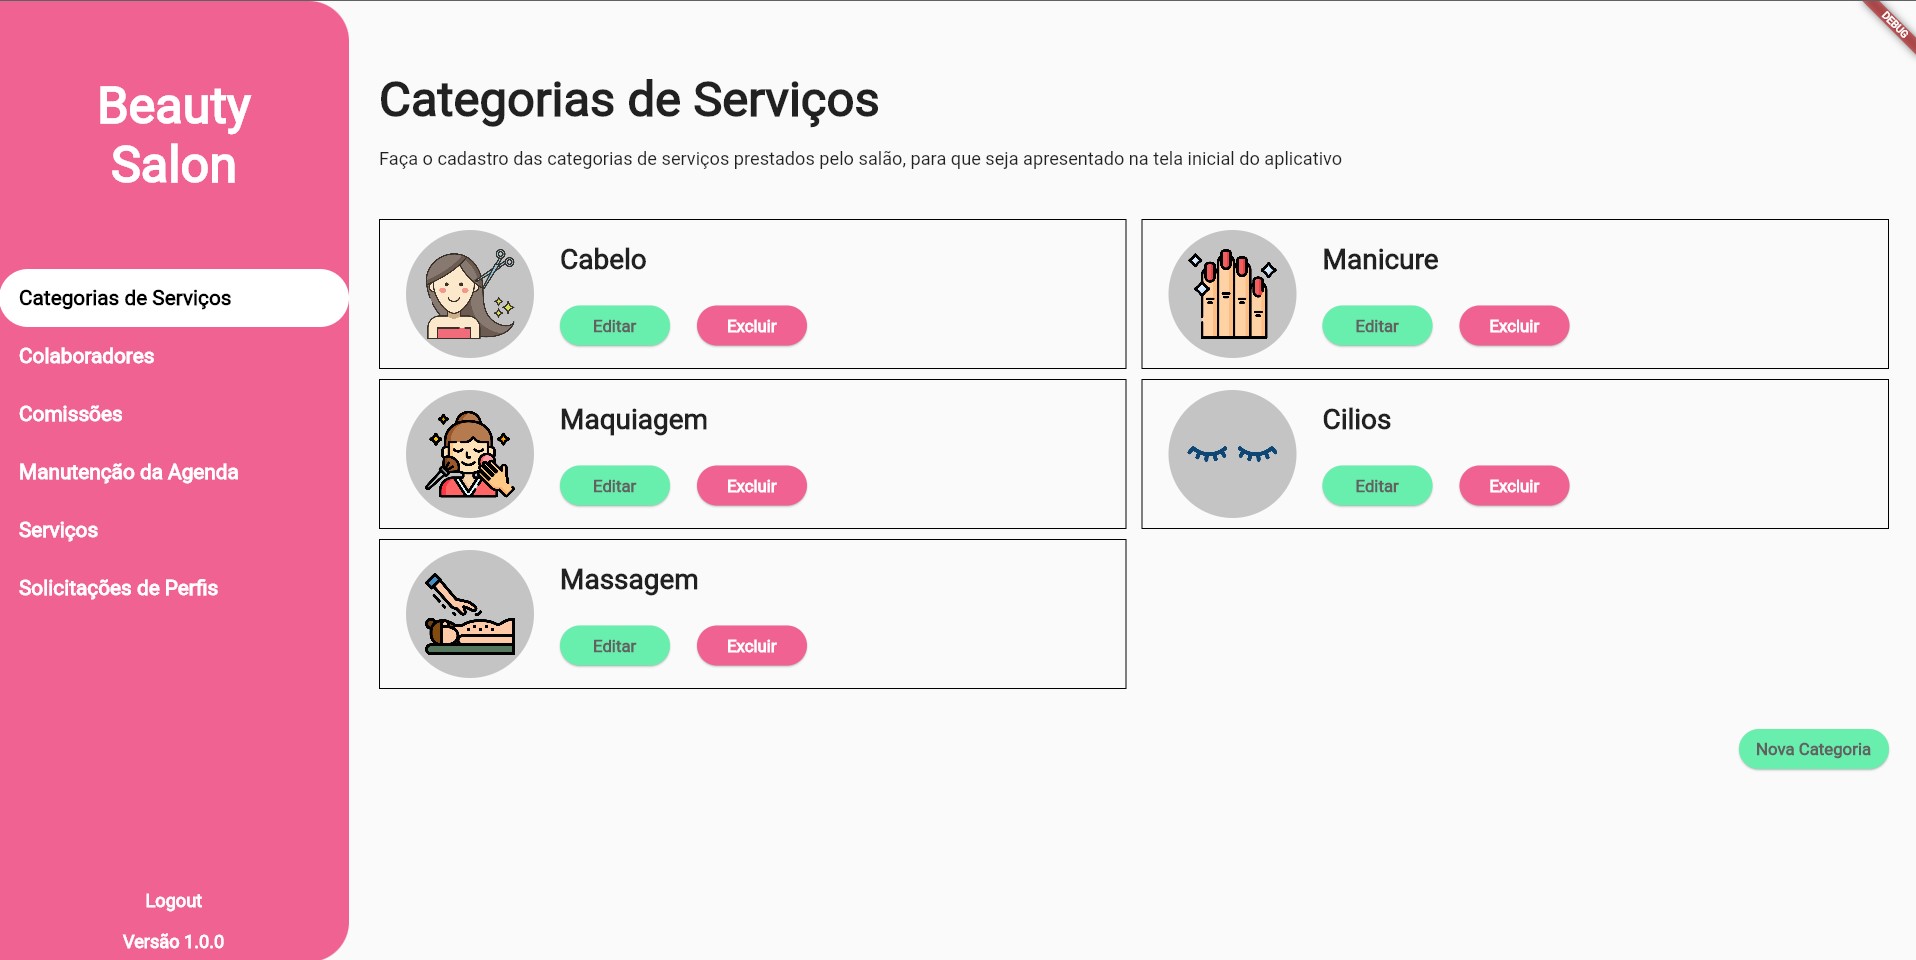 DEBUG
Beauty
Salon
Categorias de Serviços
Colaboradores
Comissões
Manutenção da Agenda
Serviços
Solicitações de Perfis
Logout
Versão 1.0.0
Categorias de Serviços
Faça o cadastro das categorias de serviços prestados pelo salão, para que seja apresentado na tela inicial do aplicativo
Cabelo
Editar Excluir
Manicure
Editar Excluir
Maquiagem
Editar Excluir
Cilios
Editar Excluir
Massagem
Editar Excluir
Nova Categoria